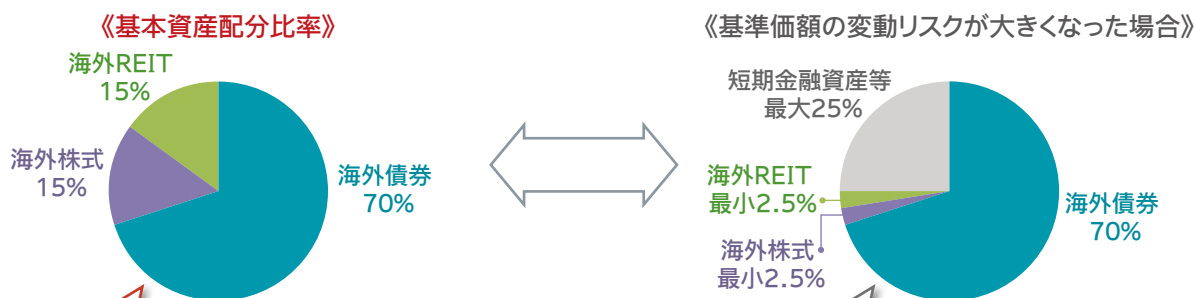 《基本資産配分比率》
海外REIT
15%
海外株式
15%
海外債券
70%
《基準価額の変動リスクが大きくなった場合》
短期金融資産等
最大25%
海外REIT
最小2.5%
海外株式
最小2.5%
海外債券
70%